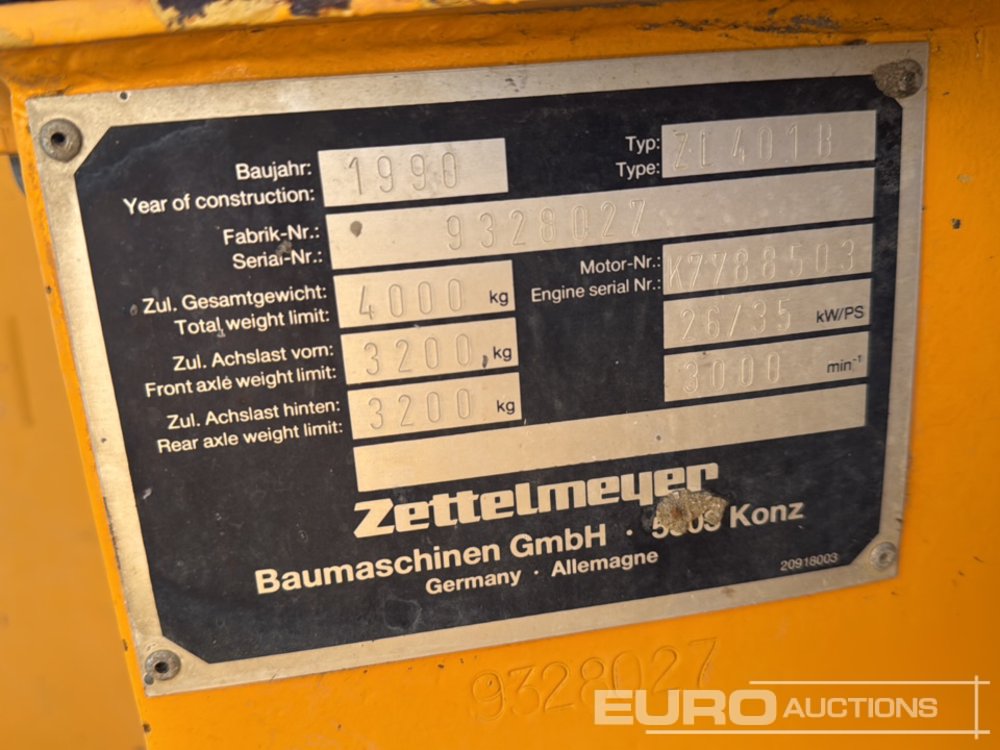 Baujahr: 1990 Typ: ZL 401B
Year of construction: Type:
Fabrik-Nr.: 9328027
Serial-Nr.:
Motor-Nr.: K7788503
Engine serial Nr.:
Zul. Gesamtgewicht: 4000 kg
Total weight limit:
26/35 kW/PS
Zul. Achslast vorn: 3200 kg
Front axle weight limit:
3000 min⁻¹
Zul. Achslast hinten: 3200 kg
Rear axle weight limit:
Zettelmeyer
Baumaschinen GmbH · Konz
Germany · Allemagne
20918003
9328027
EURO AUCTIONS